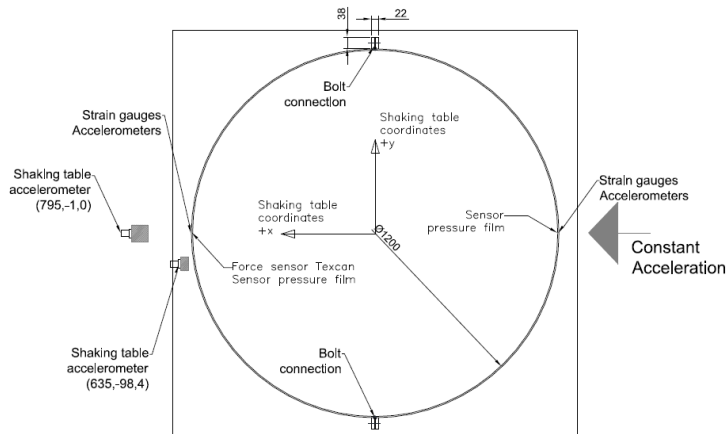 38
22
Bolt
connection
Strain gauges
Accelerometers
Shaking table
coordinates
+y
Shaking table
accelerometer
(795,-1,0)
Shaking table
coordinates
+x
Ø1200
Sensor
pressure film
Strain gauges
Accelerometers
Constant
Acceleration
Force sensor Texcan
Sensor pressure film
Shaking table
accelerometer
(635,-98,4)
Bolt
connection